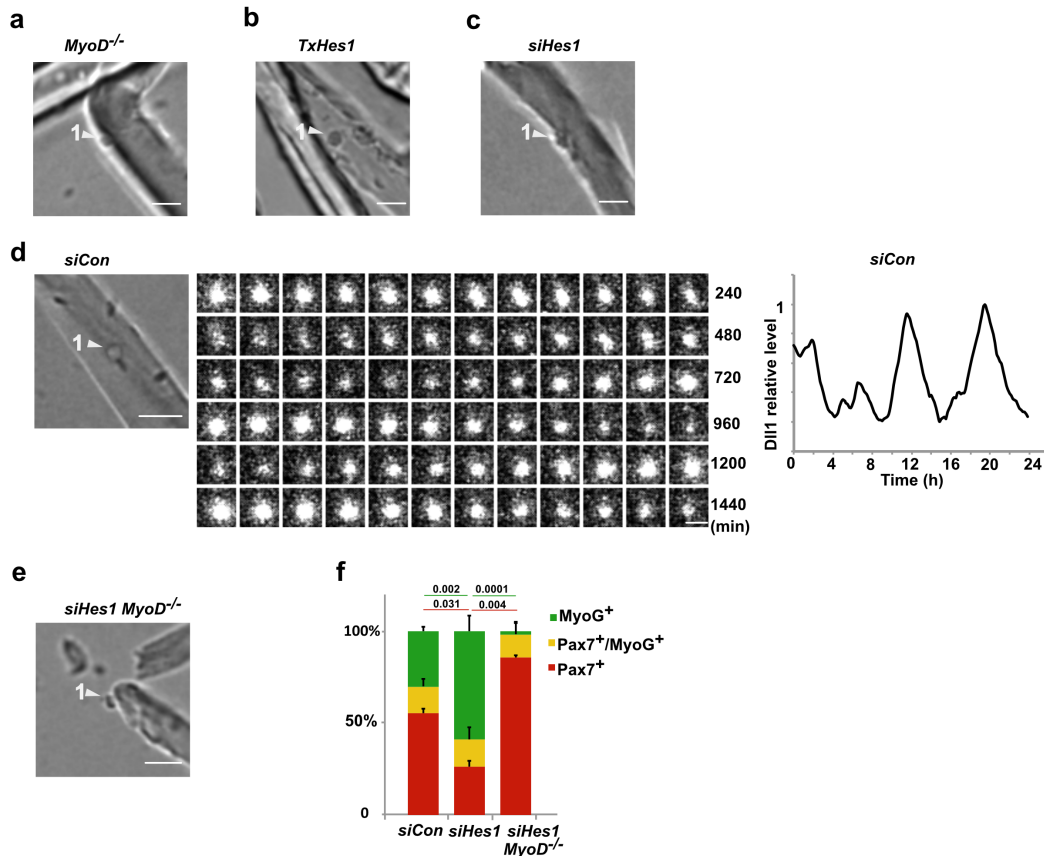 a
MyoD-/-
1
b
TxHes1
1
c
siHes1
1
d
siCon
1
240
480
720
960
1200
1440
(min)
siCon
1
Dll1 relative level
0 4 8 12 16 20 24
Time (h)
e
siHes1 MyoD-/-
1
f
0.002 0.0001
0.031 0.004
100%
50%
0
MyoG+
Pax7+/MyoG+
Pax7+
siCon siHes1 siHes1
MyoD-/-